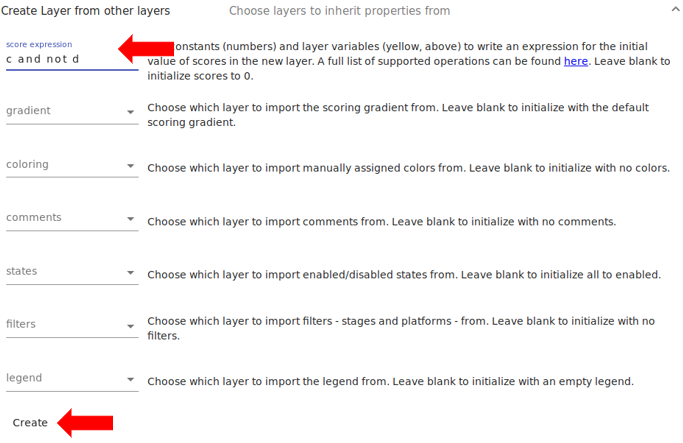 Create Layer from other layers Choose layers to inherit properties from
score expression
c and not d
constants (numbers) and layer variables (yellow, above) to write an expression for the initial
value of scores in the new layer. A full list of supported operations can be found here. Leave blank to
initialize scores to 0.
gradient
Choose which layer to import the scoring gradient from. Leave blank to initialize with the default
scoring gradient.
coloring
Choose which layer to import manually assigned colors from. Leave blank to initialize with no colors.
comments
Choose which layer to import comments from. Leave blank to initialize with no comments.
states
Choose which layer to import enabled/disabled states from. Leave blank to initialize all to enabled.
filters
Choose which layer to import filters - stages and platforms - from. Leave blank to initialize with no
filters.
legend
Choose which layer to import the legend from. Leave blank to initialize with an empty legend.
Create